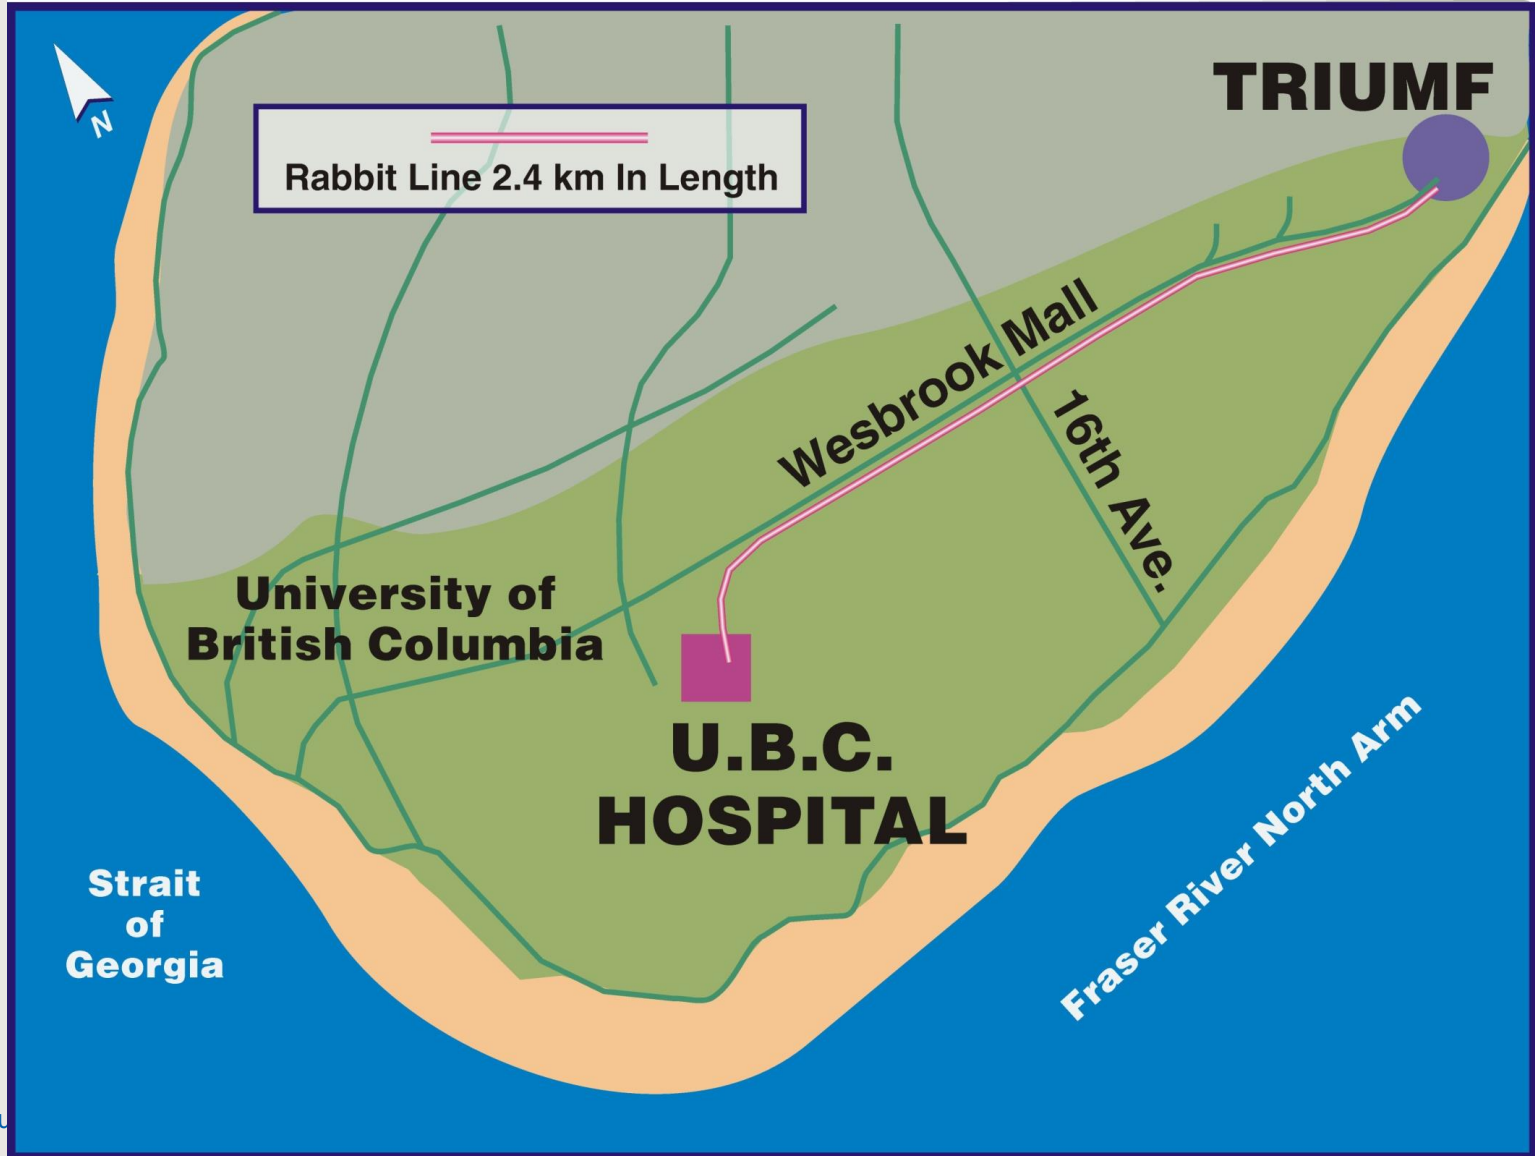 TRIUMF
N
Rabbit Line 2.4 km In Length
Wesbrook Mall
16th Ave.
University of
British Columbia
U.B.C.
HOSPITAL
Strait
of
Georgia
Fraser River North Arm